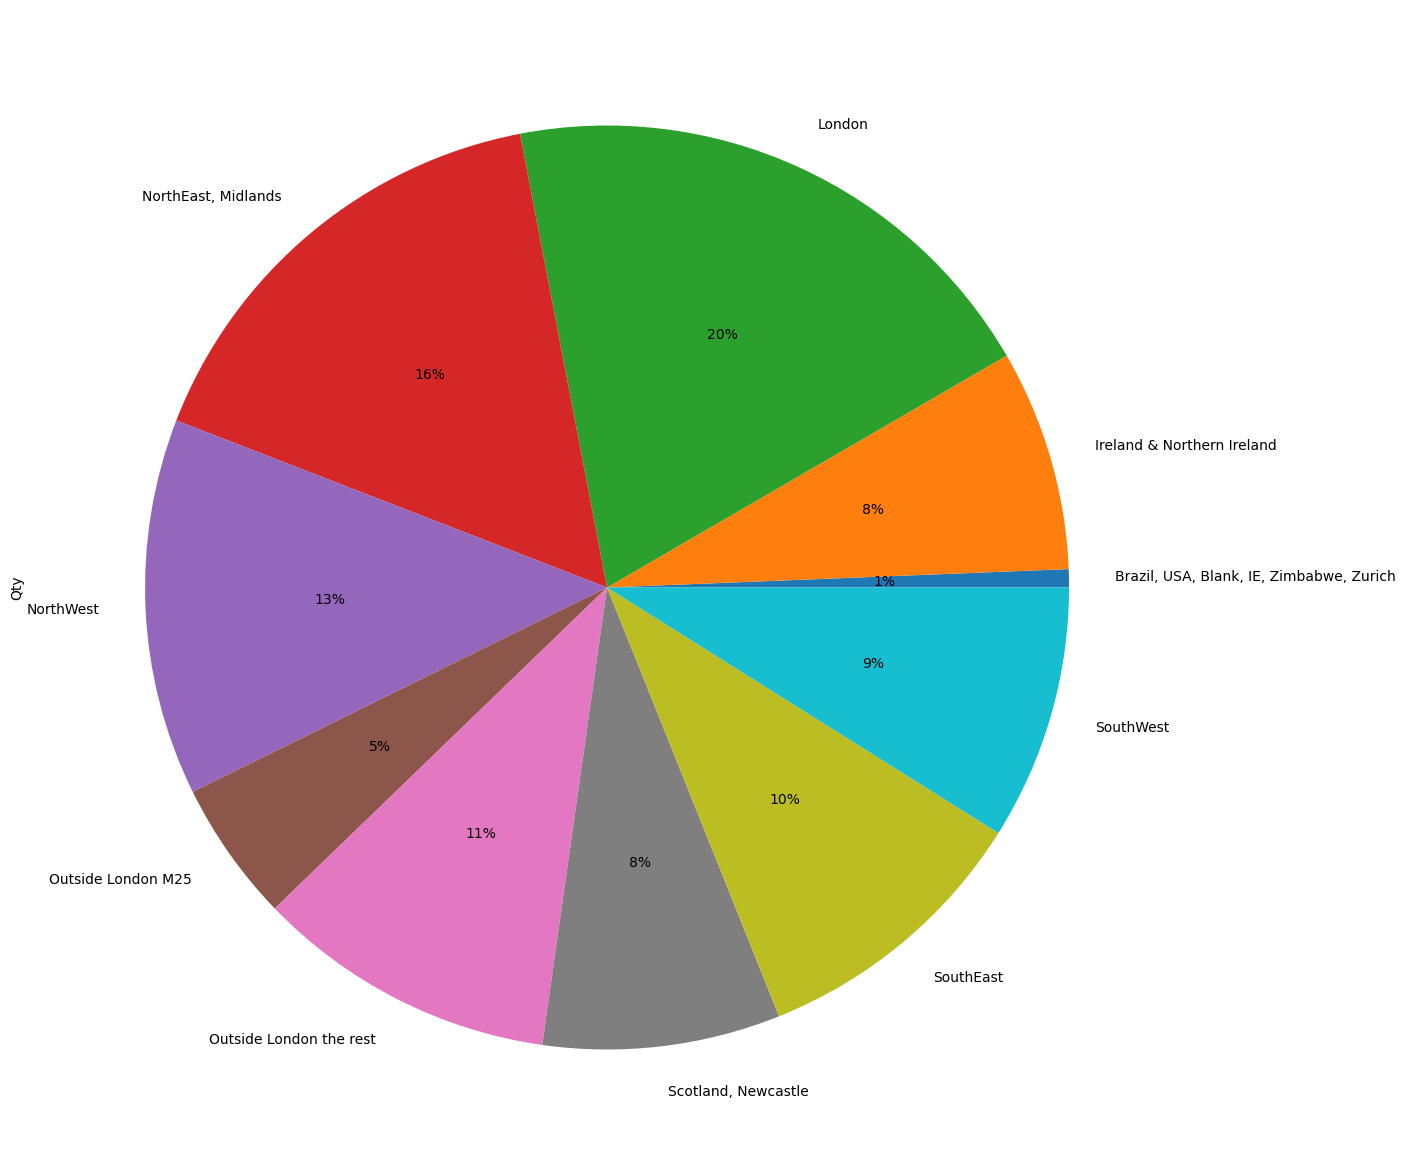 London
NorthEast, Midlands
20%
16%
Ireland & Northern Ireland
8%
Brazil, USA, Blank, IE, Zimbabwe, Zurich
1%
Qty
NorthWest
13%
9%
SouthWest
5%
10%
11%
8%
Outside London M25
SouthEast
Outside London the rest
Scotland, Newcastle